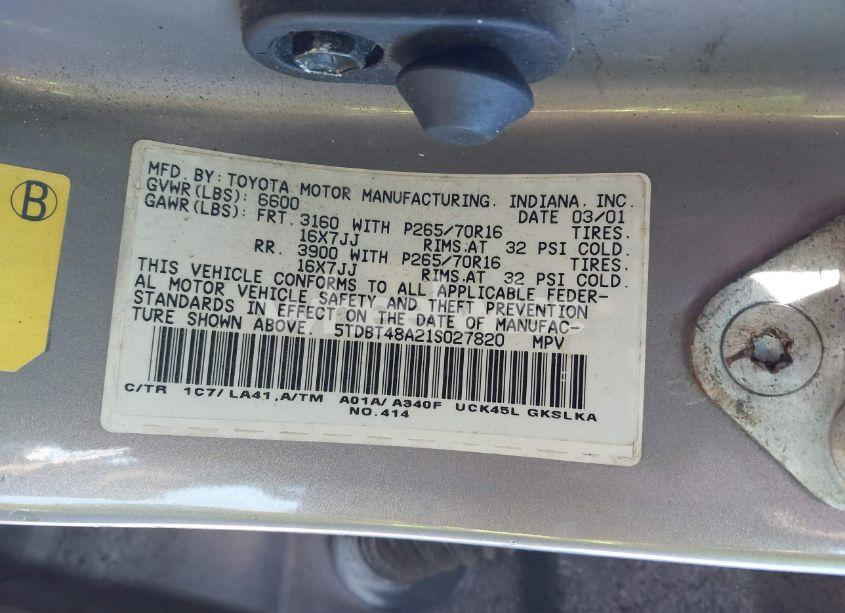 B
MFD. BY: TOYOTA MOTOR MANUFACTURING, INDIANA, INC.
GVWR(LBS): 6600 DATE 03/01
GAWR(LBS): FRT. 3160 WITH P265/70R16 TIRES.
16X7JJ RIMS.AT 32 PSI COLD.
RR. 3900 WITH P265/70R16 TIRES.
16X7JJ RIMS.AT 32 PSI COLD.
THIS VEHICLE CONFORMS TO ALL APPLICABLE FEDER-
AL MOTOR VEHICLE SAFETY AND THEFT PREVENTION
STANDARDS IN EFFECT ON THE DATE OF MANUFAC-
TURE SHOWN ABOVE. 5TDBT48A21S027820 MPV
C/TR 1C7/ LA41 ,A/TM A01A/ A340F UCK45L GKSLKA
NO.414